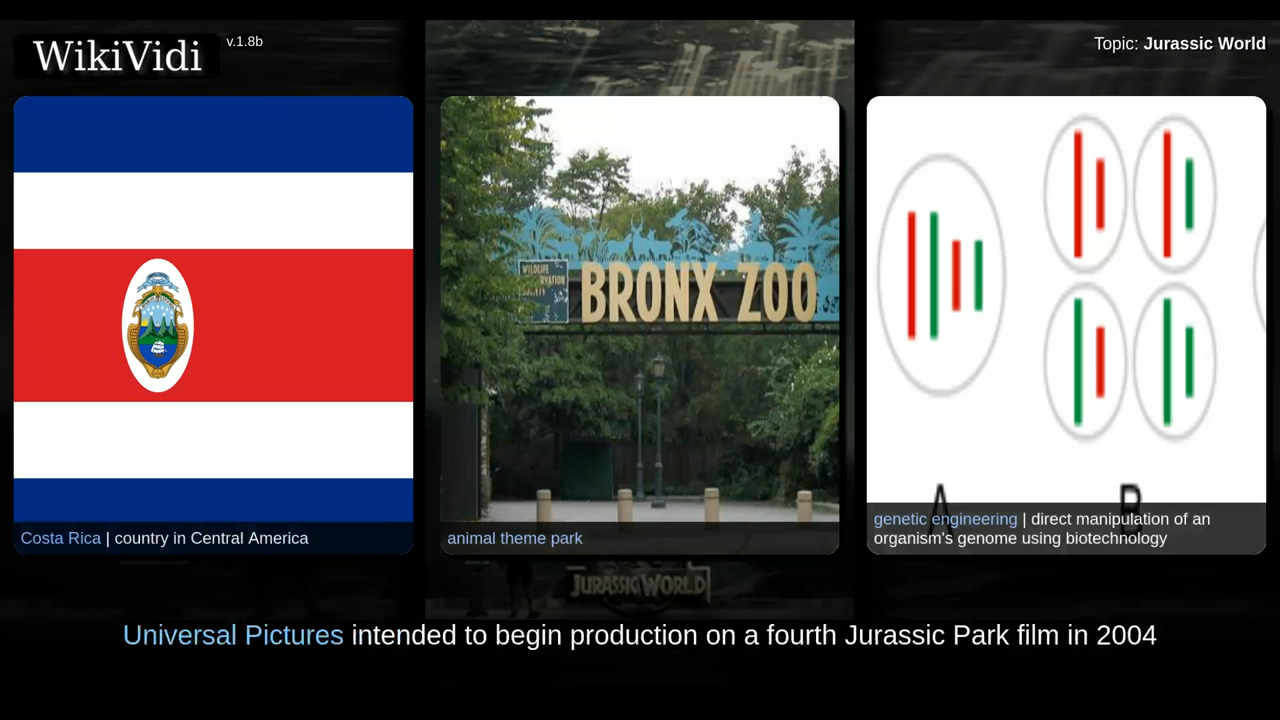 WikiVidi v.1.8b
Topic: Jurassic World
WILDLIFE
BRONX ZOO
A B
Costa Rica | country in Central America
animal theme park
genetic engineering | direct manipulation of an
organism's genome using biotechnology
JURASSIC WORLD
Universal Pictures intended to begin production on a fourth Jurassic Park film in 2004